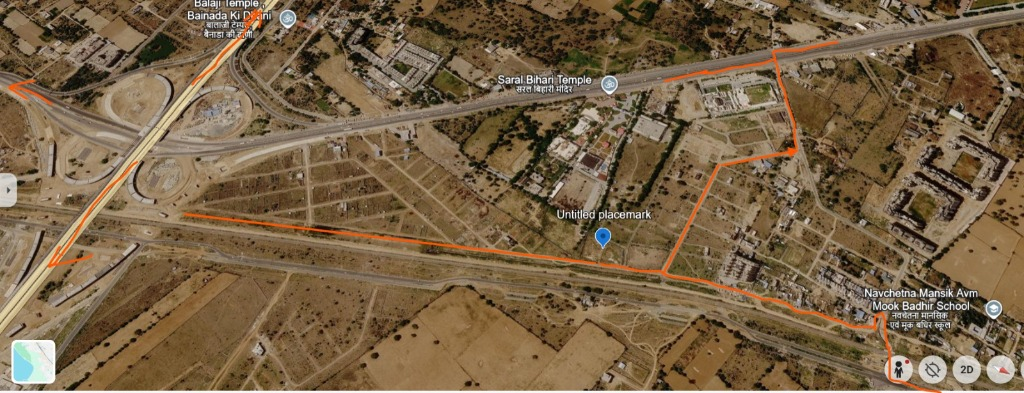 Balaji Temple,
Bainada Ki Dhani
बालाजी टेम्पल,
बैनाडा की ढाणी
Saral Bihari Temple
सरल बिहारी मंदिर
Untitled placemark
Navchetna Mansik Avm
Mook Badhir School
नवचेतना मानसिक
एवं मूक बधिर स्कूल
2D